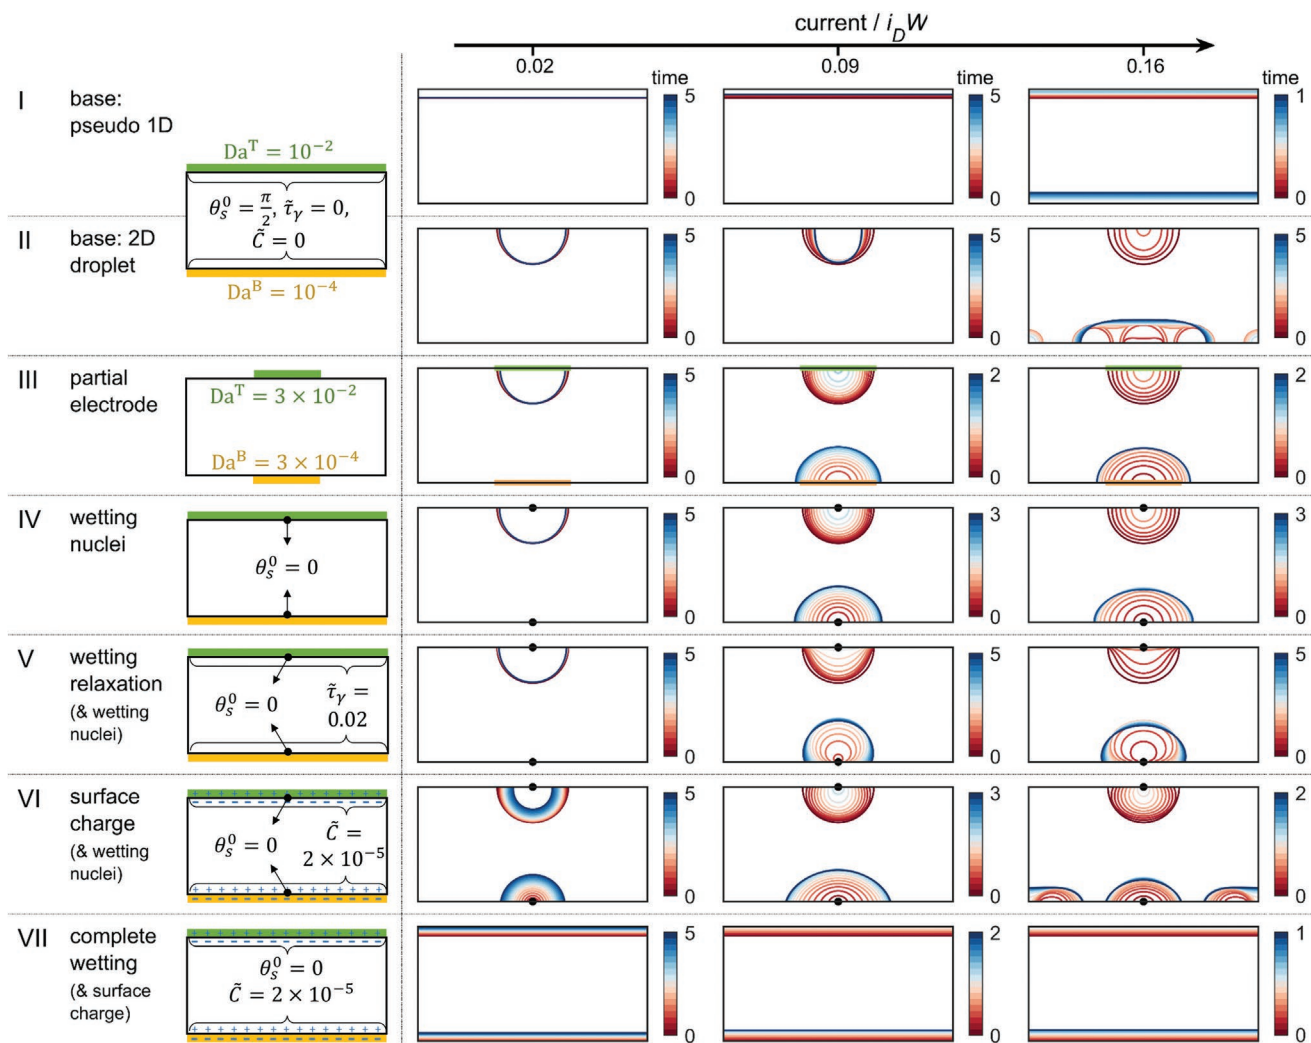 current / i_D W
0.02 0.09 0.16
time time time
I base: pseudo 1D
5 5 1
0 0 0
Da^T = 10^−2
θ_s^0 = π/2, τ̃_γ = 0,
C̃ = 0
Da^B = 10^−4
II base: 2D droplet
5 5 5
0 0 0
III partial electrode
Da^T = 3 × 10^−2
Da^B = 3 × 10^−4
5 2 2
0 0 0
IV wetting nuclei
θ_s^0 = 0
5 3 3
0 0 0
V wetting relaxation
(& wetting nuclei)
θ_s^0 = 0
τ̃_γ =
0.02
5 5 5
0 0 0
VI surface charge
(& wetting nuclei)
θ_s^0 = 0
C̃ =
2 × 10^−5
5 3 2
0 0 0
VII complete wetting
(& surface charge)
θ_s^0 = 0
C̃ = 2 × 10^−5
5 2 1
0 0 0